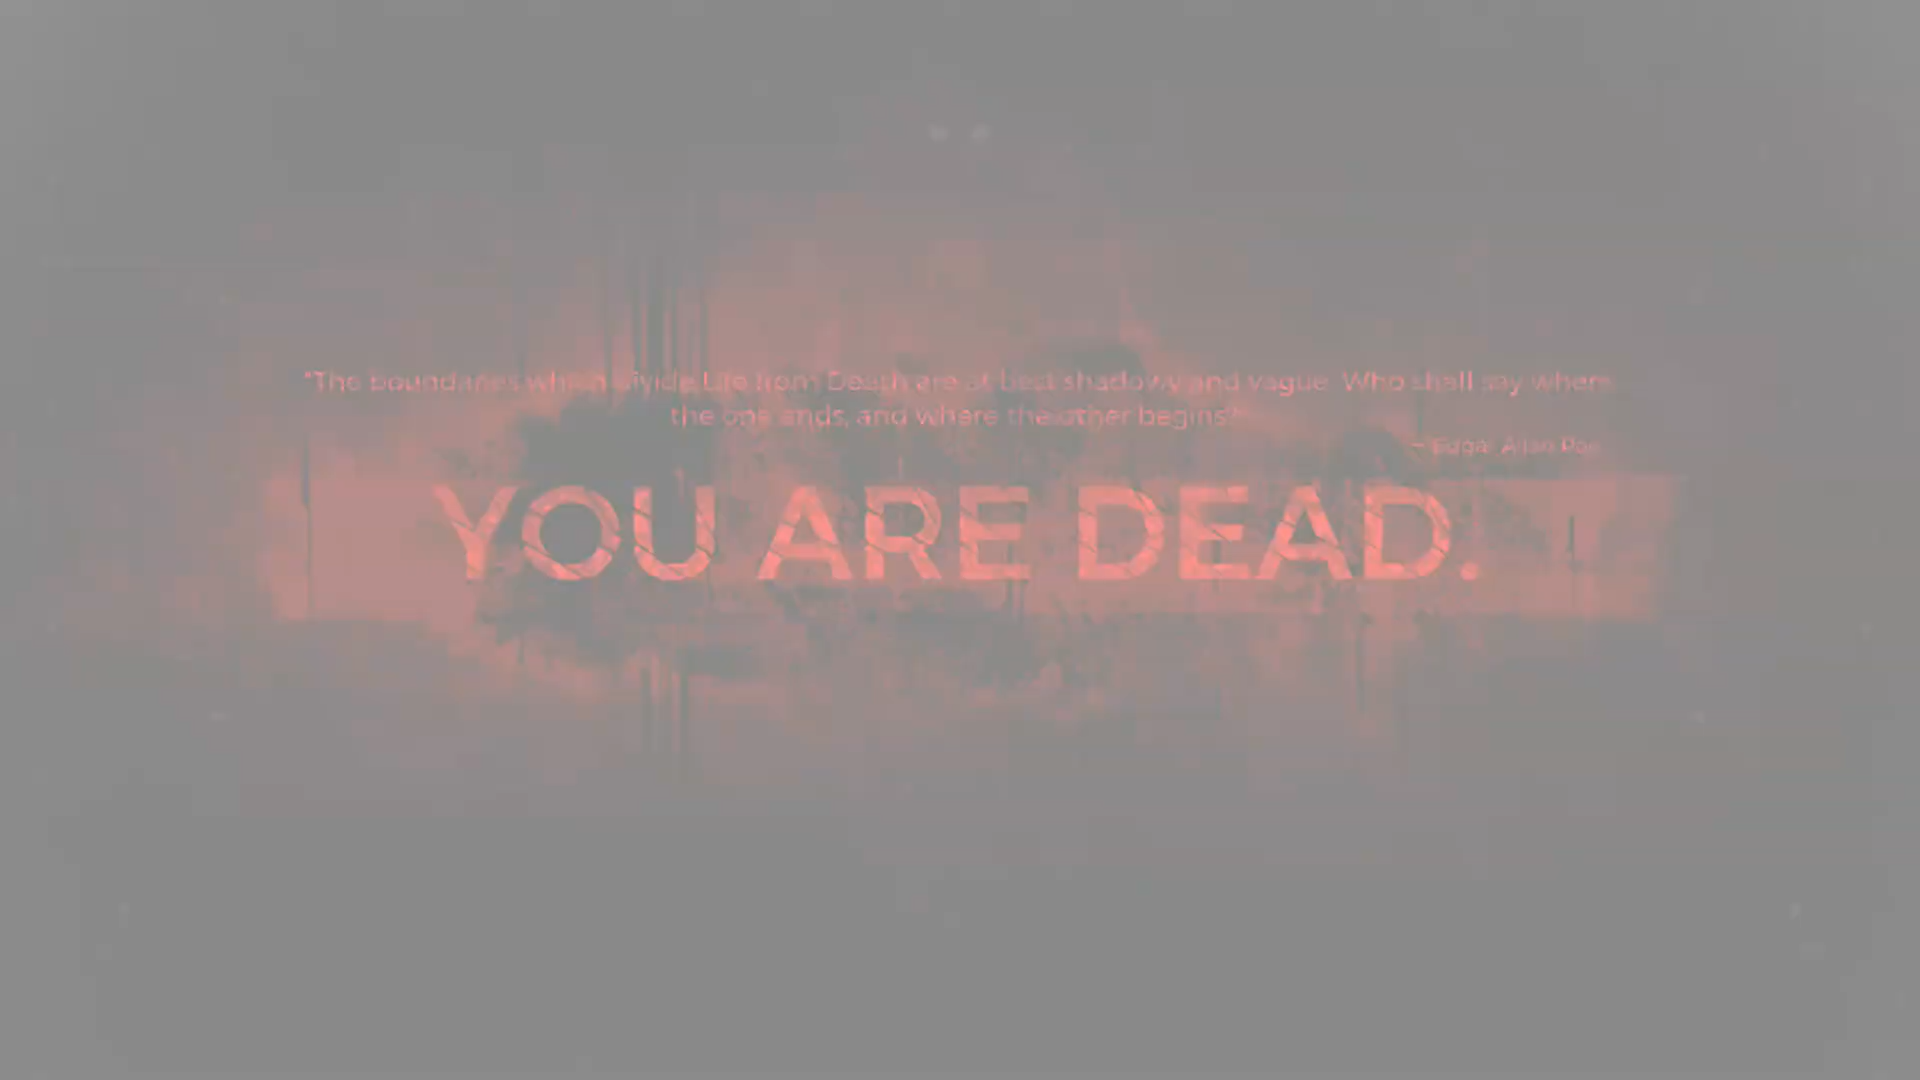 "The boundaries which divide Life from Death are at best shadowy and vague. Who shall say where
the one ends, and where the other begins?"
- Edgar Allan Poe
YOU ARE DEAD.